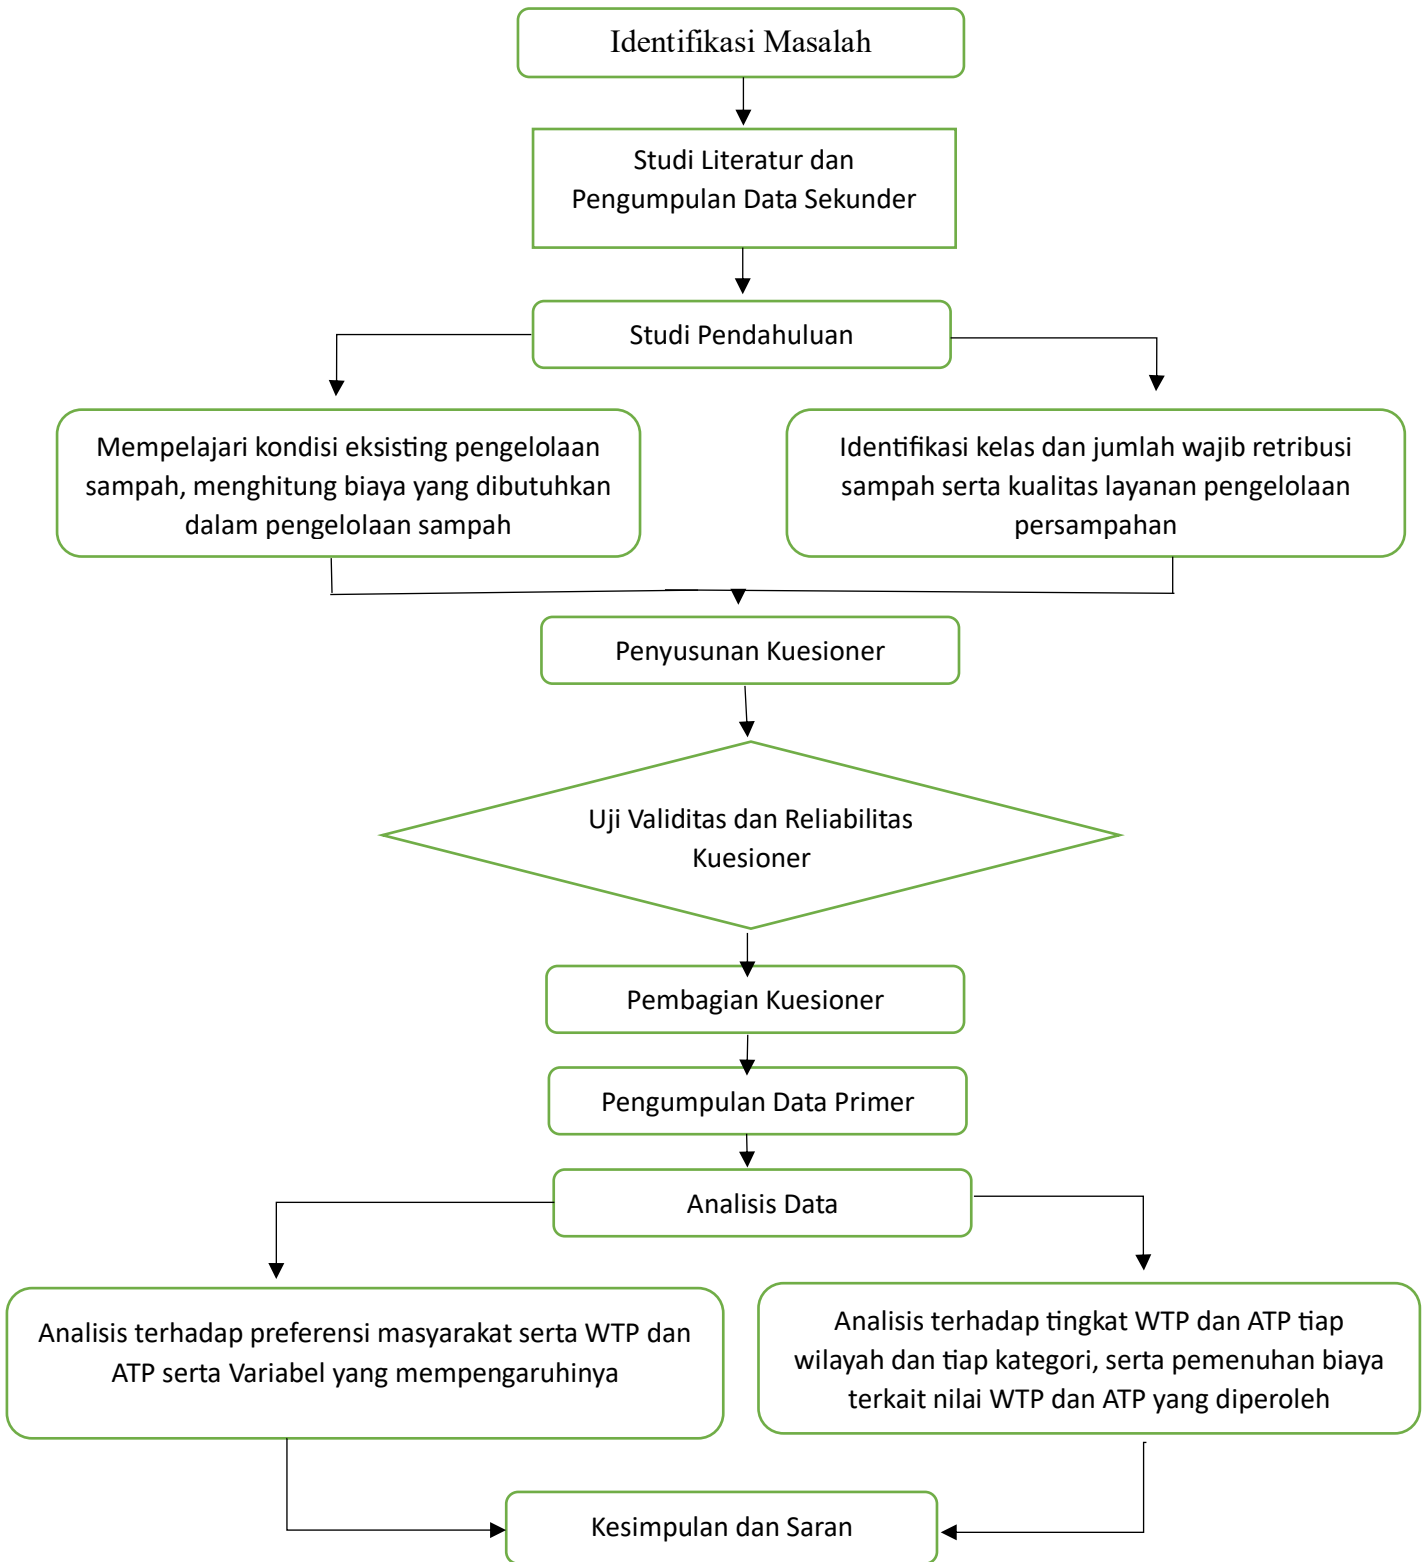 Identifikasi Masalah
Studi Literatur dan
Pengumpulan Data Sekunder
Studi Pendahuluan
Mempelajari kondisi eksisting pengelolaan
sampah, menghitung biaya yang dibutuhkan
dalam pengelolaan sampah
Identifikasi kelas dan jumlah wajib retribusi
sampah serta kualitas layanan pengelolaan
persampahan
Penyusunan Kuesioner
Uji Validitas dan Reliabilitas
Kuesioner
Pembagian Kuesioner
Pengumpulan Data Primer
Analisis Data
Analisis terhadap preferensi masyarakat serta WTP dan
ATP serta Variabel yang mempengaruhinya
Analisis terhadap tingkat WTP dan ATP tiap
wilayah dan tiap kategori, serta pemenuhan biaya
terkait nilai WTP dan ATP yang diperoleh
Kesimpulan dan Saran